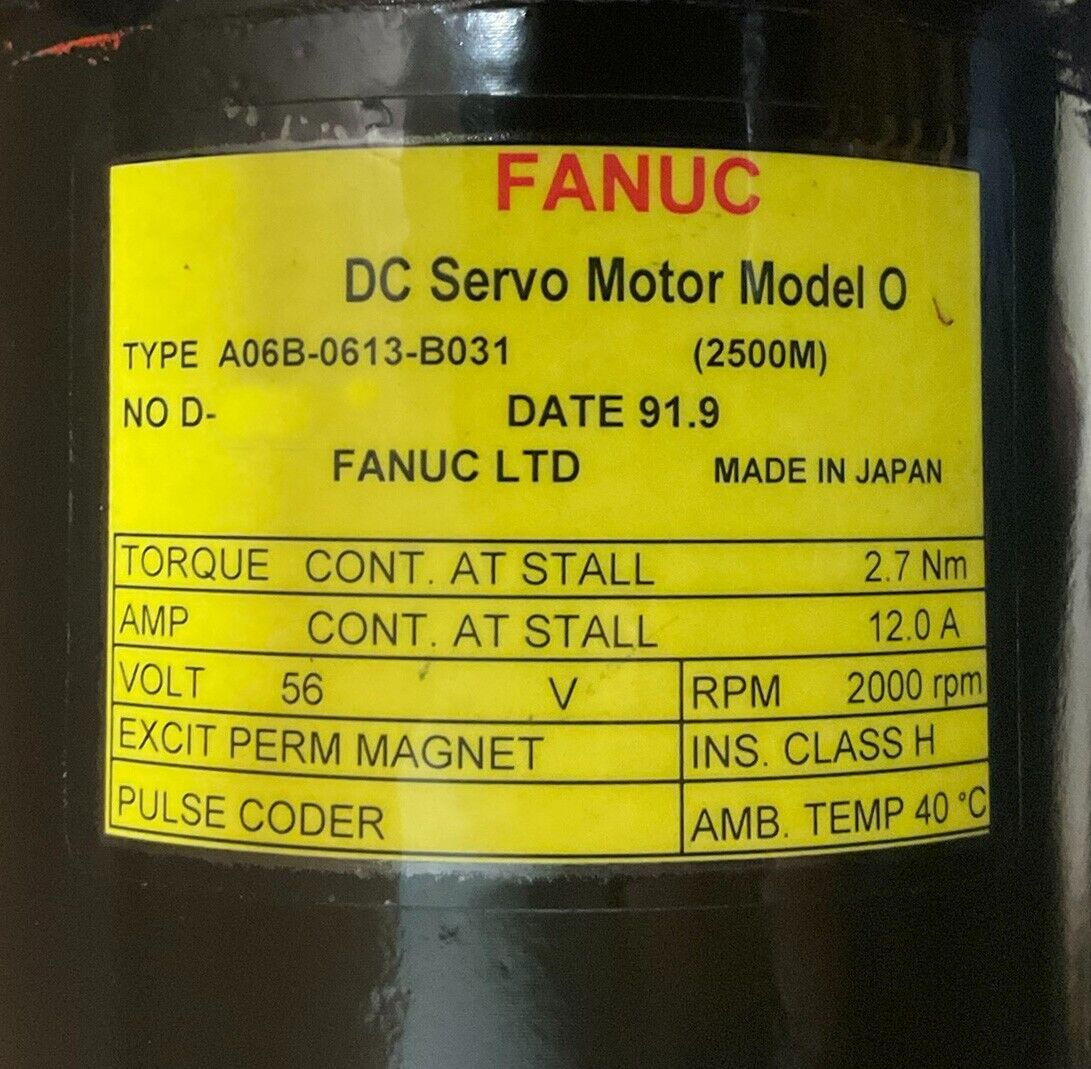 FANUC
DC Servo Motor Model O
TYPE A06B-0613-B031 (2500M)
NO D- DATE 91.9
FANUC LTD MADE IN JAPAN
TORQUE CONT. AT STALL 2.7 Nm
AMP CONT. AT STALL 12.0 A
VOLT 56 V RPM 2000 rpm
EXCIT PERM MAGNET INS. CLASS H
PULSE CODER AMB. TEMP 40 °C